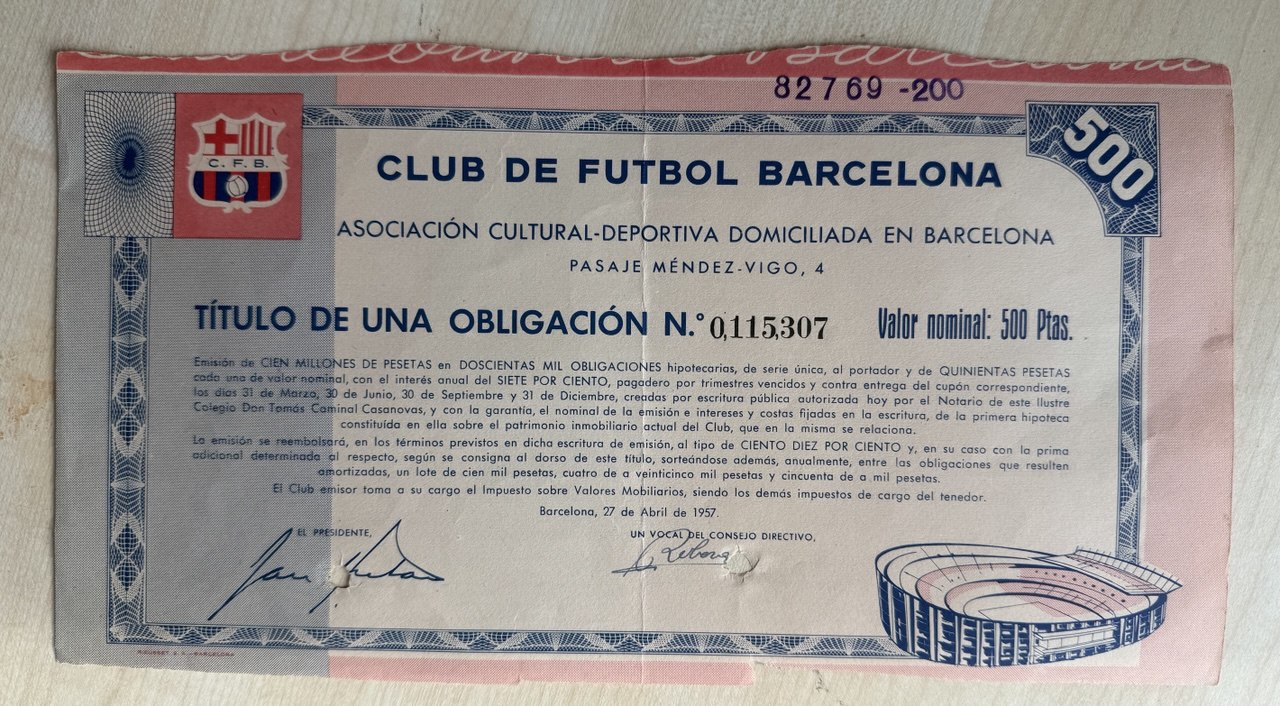 82769 -200
500
C. F. B.
CLUB DE FUTBOL BARCELONA
ASOCIACIÓN CULTURAL-DEPORTIVA DOMICILIADA EN BARCELONA
PASAJE MÉNDEZ-VIGO, 4
TÍTULO DE UNA OBLIGACIÓN N.º 0,115,307 Valor nominal: 500 Ptas.
Emisión de CIEN MILLONES DE PESETAS en DOSCIENTAS MIL OBLIGACIONES hipotecarias, de serie única, al portador y de QUINIENTAS PESETAS
cada una de valor nominal, con el interés anual del SIETE POR CIENTO, pagadero por trimestres vencidos y contra entrega del cupón correspondiente,
los días 31 de Marzo, 30 de Junio, 30 de Septiembre y 31 de Diciembre, creadas por escritura pública autorizada hoy por el Notario de este Ilustre
Colegio Don Tomás Caminal Casanovas, y con la garantía, el nominal de la emisión e intereses y costas fijadas en la escritura, de la primera hipoteca
constituída en ella sobre el patrimonio inmobiliario actual del Club, que en la misma se relaciona.
La emisión se reembolsará, en los términos previstos en dicha escritura de emisión, al tipo de CIENTO DIEZ POR CIENTO y, en su caso con la prima
adicional determinada al respecto, según se consigna al dorso de este título, sorteándose además, anualmente, entre las obligaciones que resulten
amortizadas, un lote de cien mil pesetas, cuatro de a veinticinco mil pesetas y cincuenta de a mil pesetas.
El Club emisor toma a su cargo el Impuesto sobre Valores Mobiliarios, siendo los demás impuestos de cargo del tenedor.
Barcelona, 27 de Abril de 1957.
EL PRESIDENTE,
UN VOCAL DEL CONSEJO DIRECTIVO,